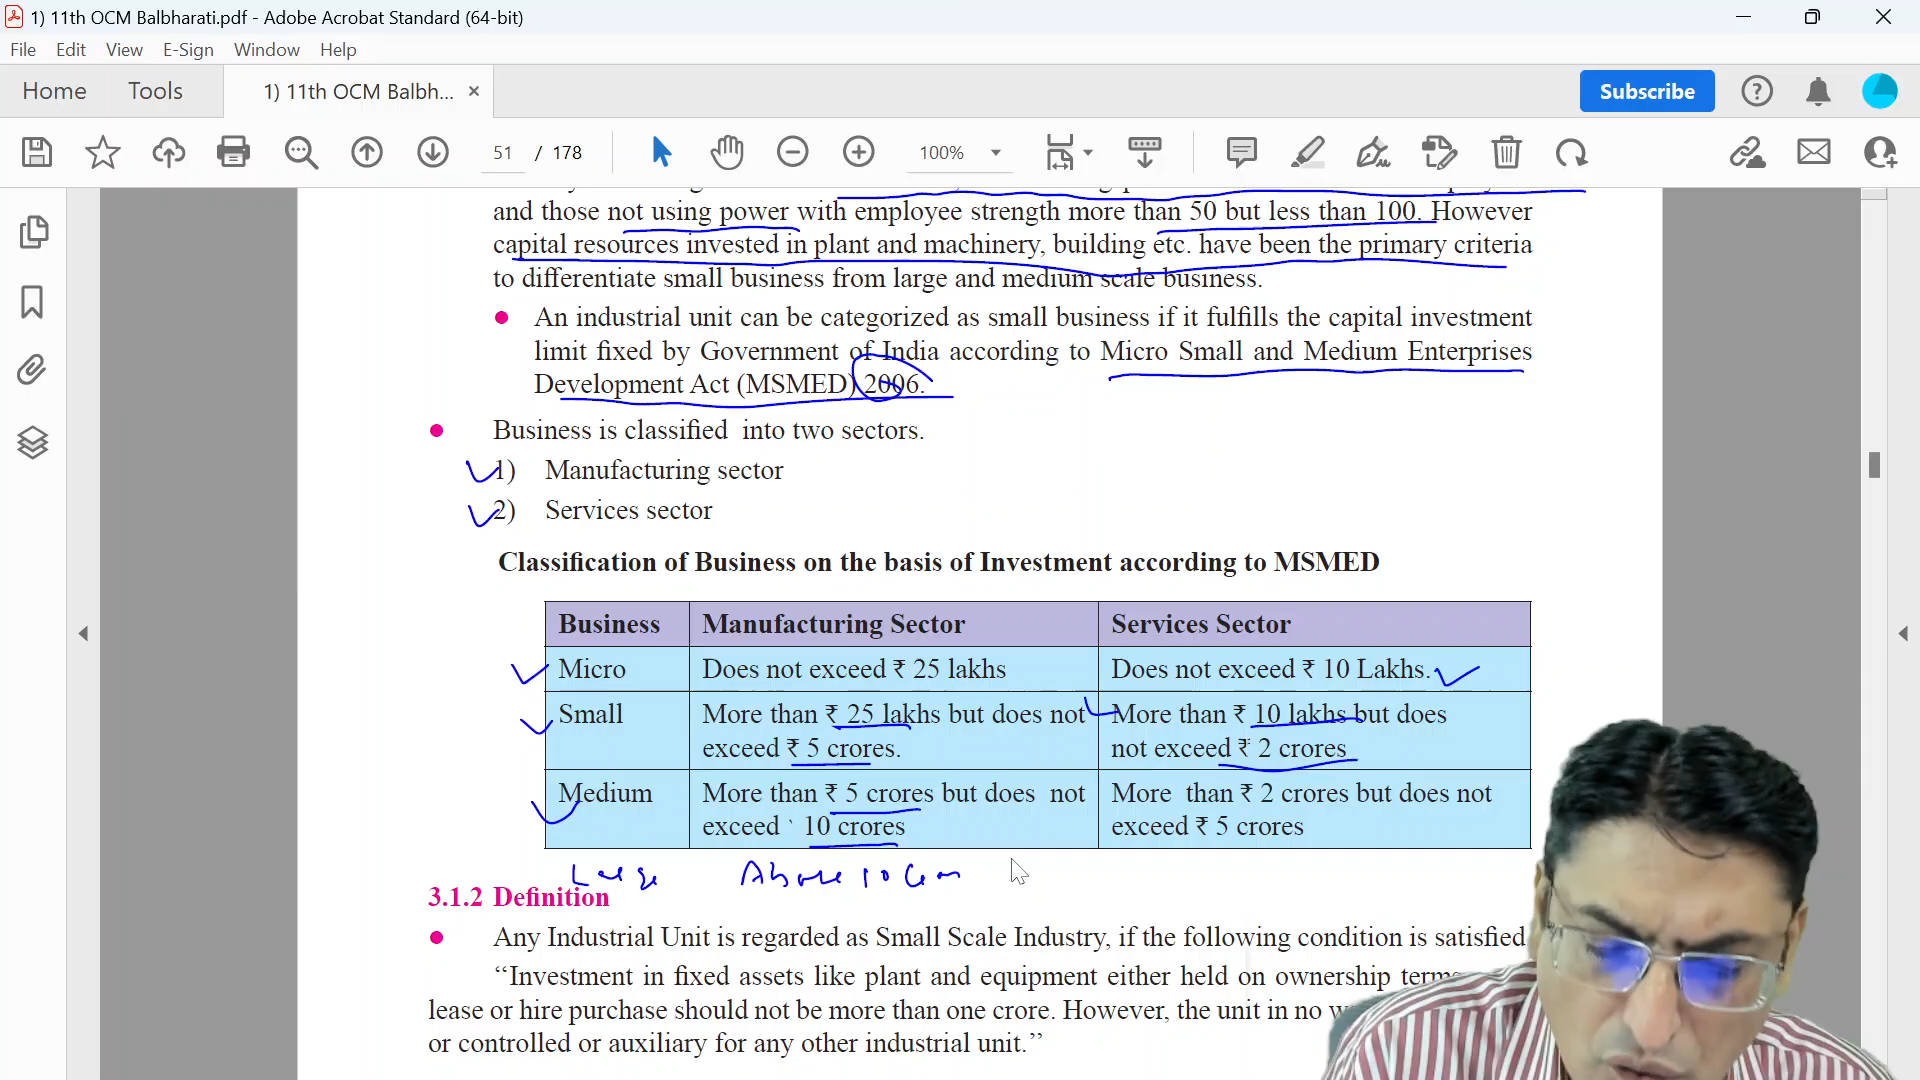 1) 11th OCM Balbharati.pdf - Adobe Acrobat Standard (64-bit)
File Edit View E-Sign Window Help
Home Tools 1) 11th OCM Balbh... × Subscribe
51 / 178 100%
and those not using power with employee strength more than 50 but less than 100. However
capital resources invested in plant and machinery, building etc. have been the primary criteria
to differentiate small business from large and medium scale business.
• An industrial unit can be categorized as small business if it fulfills the capital investment
limit fixed by Government of India according to Micro Small and Medium Enterprises
Development Act (MSMED) 2006.
• Business is classified into two sectors.
1) Manufacturing sector
2) Services sector
Classification of Business on the basis of Investment according to MSMED
Business Manufacturing Sector Services Sector
Micro Does not exceed ₹ 25 lakhs Does not exceed ₹ 10 Lakhs.
Small More than ₹ 25 lakhs but does not exceed ₹ 5 crores. More than ₹ 10 lakhs but does not exceed ₹ 2 crores
Medium More than ₹ 5 crores but does not exceed ` 10 crores More than ₹ 2 crores but does not exceed ₹ 5 crores
Large Above 10
3.1.2 Definition
• Any Industrial Unit is regarded as Small Scale Industry, if the following condition is satisfied
‘‘Investment in fixed assets like plant and equipment either held on ownership
lease or hire purchase should not be more than one crore. However, the unit in no
or controlled or auxiliary for any other industrial unit.’’